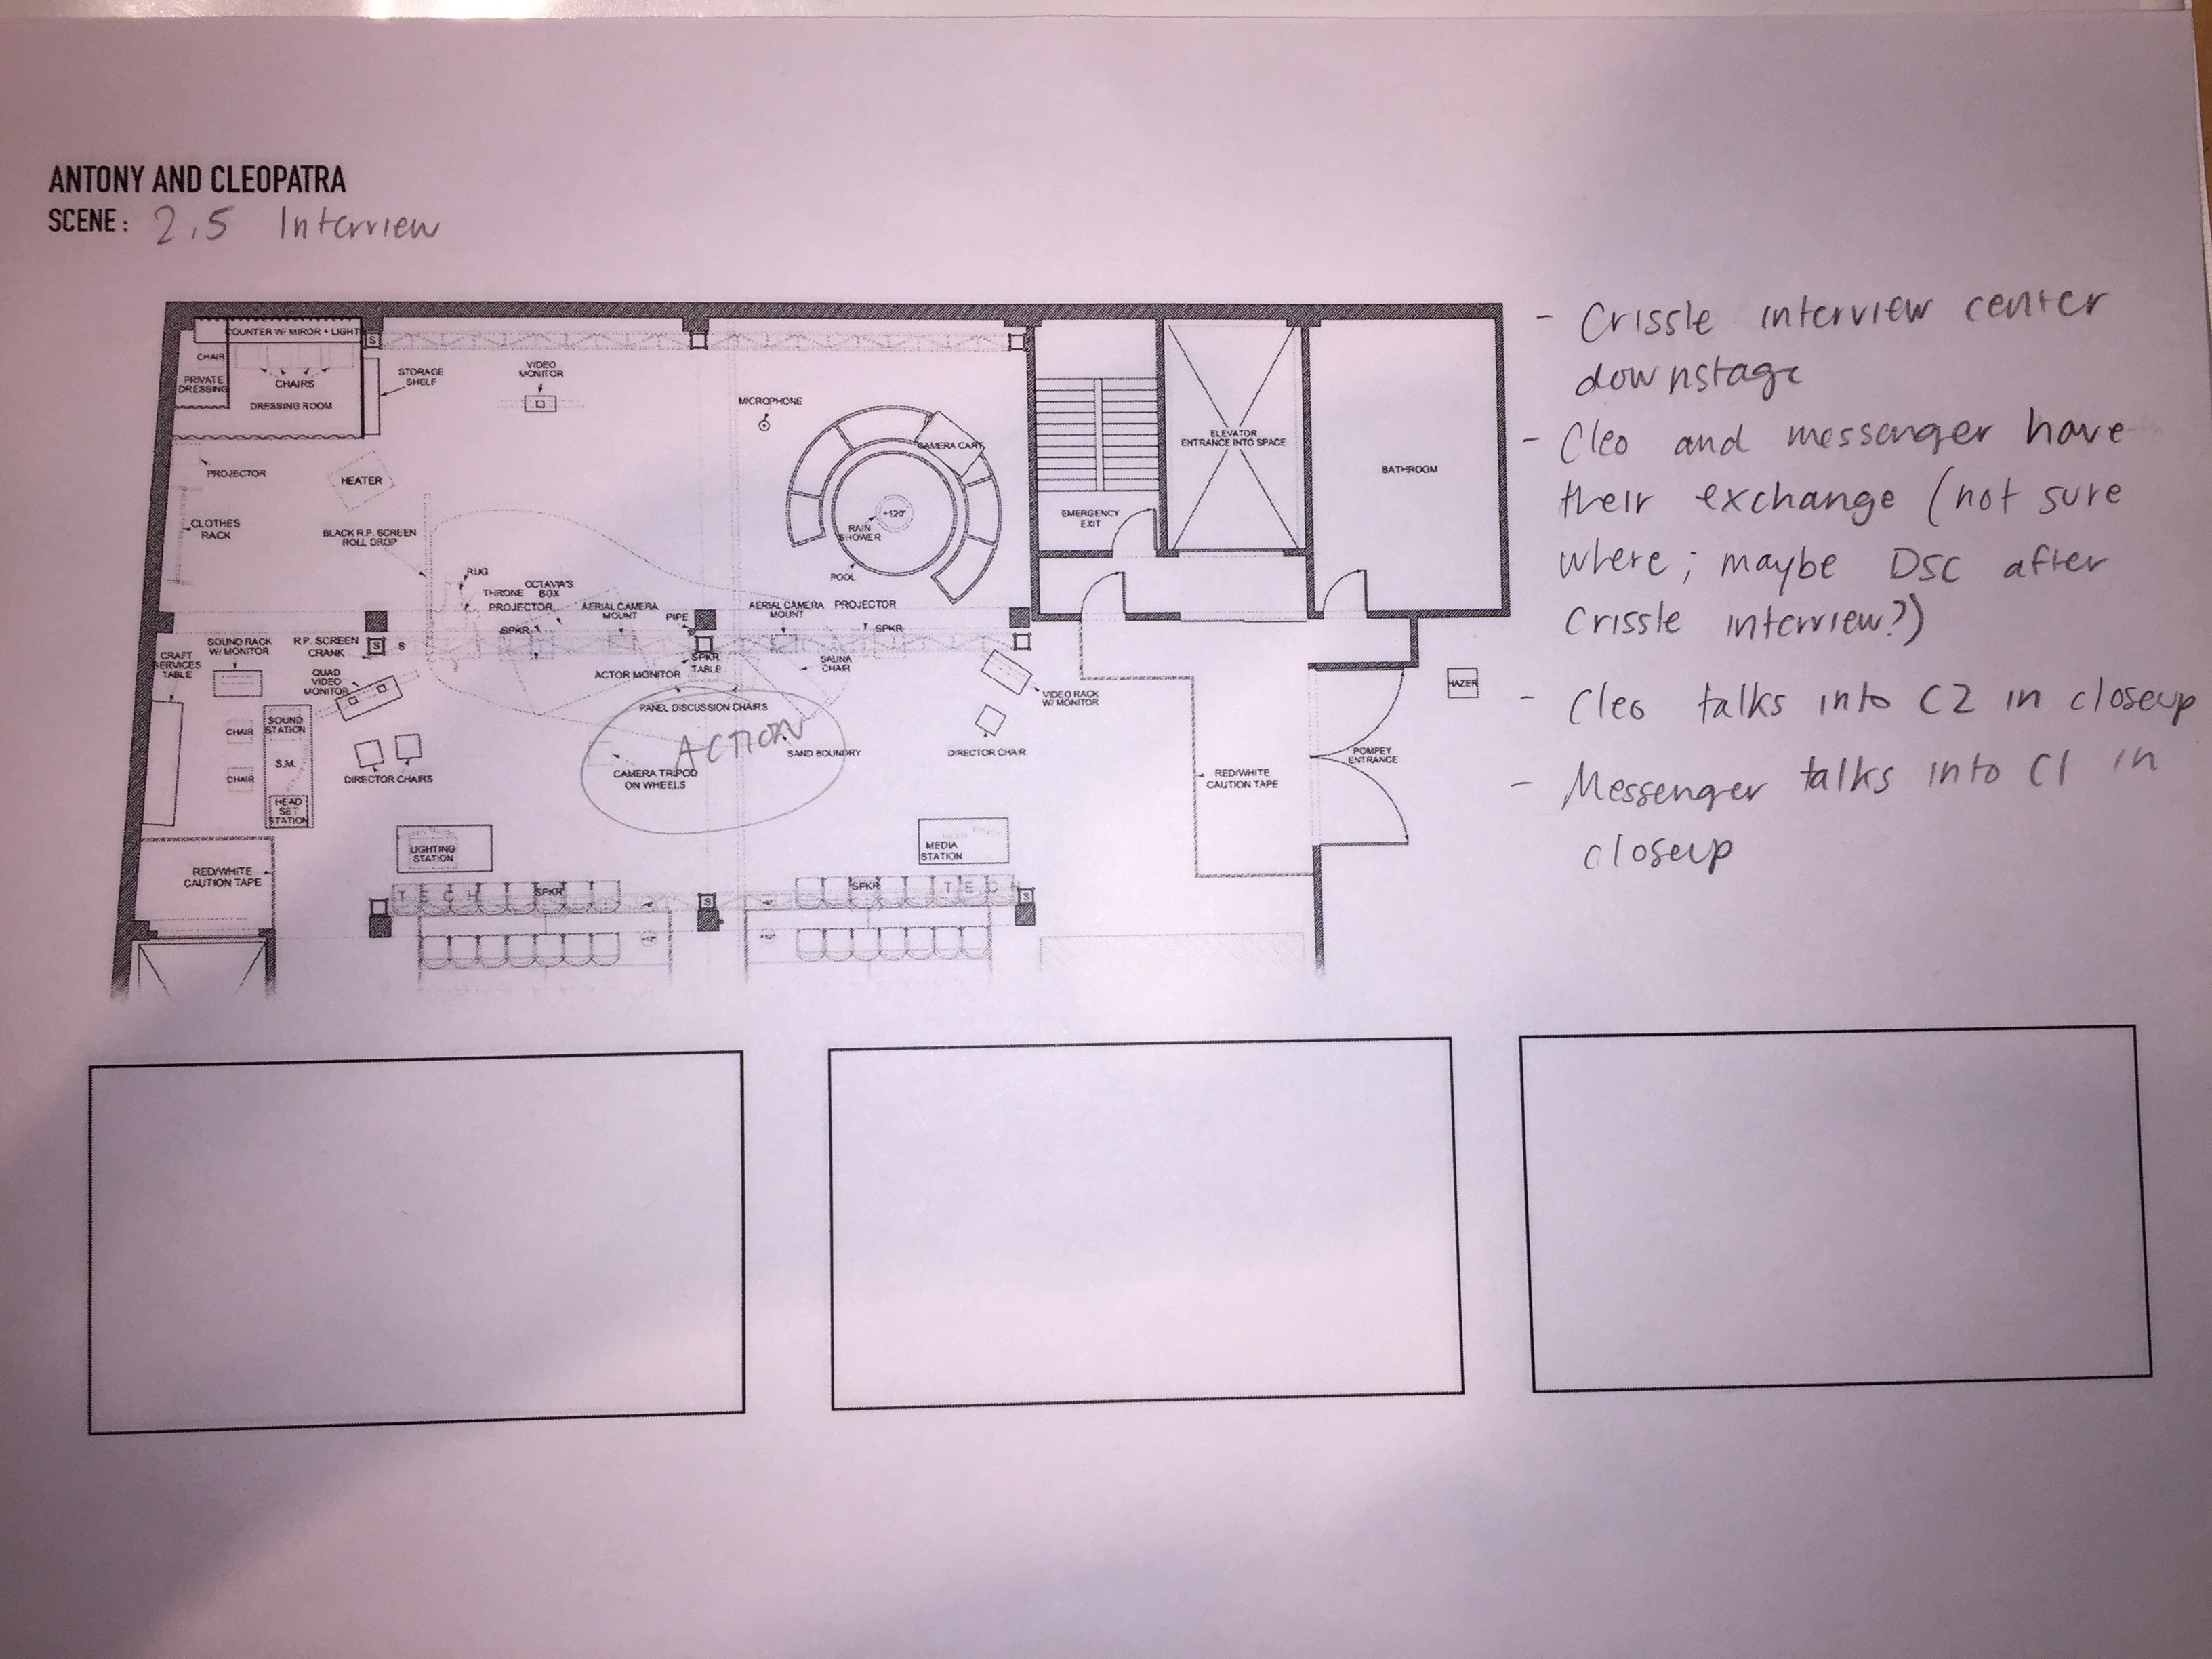 ANTONY AND CLEOPATRA
SCENE: 2.5 Interview
- Crissle interview center
downstage
- Cleo and messenger have
their exchange (not sure
where; maybe DSC after
Crissle interview?)
- Cleo talks into C2 in closeup
- Messenger talks into C1 in
closeup
COUNTER W/ MIROR + LIGHT
CHAIR
PRIVATE
DRESSING
CHAIRS
DRESSING ROOM
S
STORAGE
SHELF
VIDEO
MONITOR
MICROPHONE
CAMERA CART
ELEVATOR
ENTRANCE INTO SPACE
BATHROOM
PROJECTOR
HEATER
CLOTHES
RACK
BLACK R.P. SCREEN
ROLL DROP
+120"
RAIN
SHOWER
POOL
EMERGENCY
EXIT
RUG
THRONE
OCTAVIA'S
BOX
PROJECTOR
AERIAL CAMERA
MOUNT
PIPE
AERIAL CAMERA
MOUNT
PROJECTOR
SPKR
SPKR
SOUND RACK
W/ MONITOR
R.P. SCREEN
CRANK
S
S
CRAFT
SERVICES
TABLE
QUAD
VIDEO
MONITOR
ACTOR MONITOR
SPKR
TABLE
SAUNA
CHAIR
PANEL DISCUSSION CHAIRS
VIDEO RACK
W/ MONITOR
HAZER
ACTION
SAND BOUNDRY
CAMERA TRIPOD
ON WHEELS
DIRECTOR CHAIR
POMPEY
ENTRANCE
RED/WHITE
CAUTION TAPE
CHAIR
SOUND
STATION
S.M.
CHAIR
HEAD
SET
STATION
DIRECTOR CHAIRS
LIGHTING
STATION
MEDIA
STATION
RED/WHITE
CAUTION TAPE
TECH
SPKR
S
SPKR
TEC
S